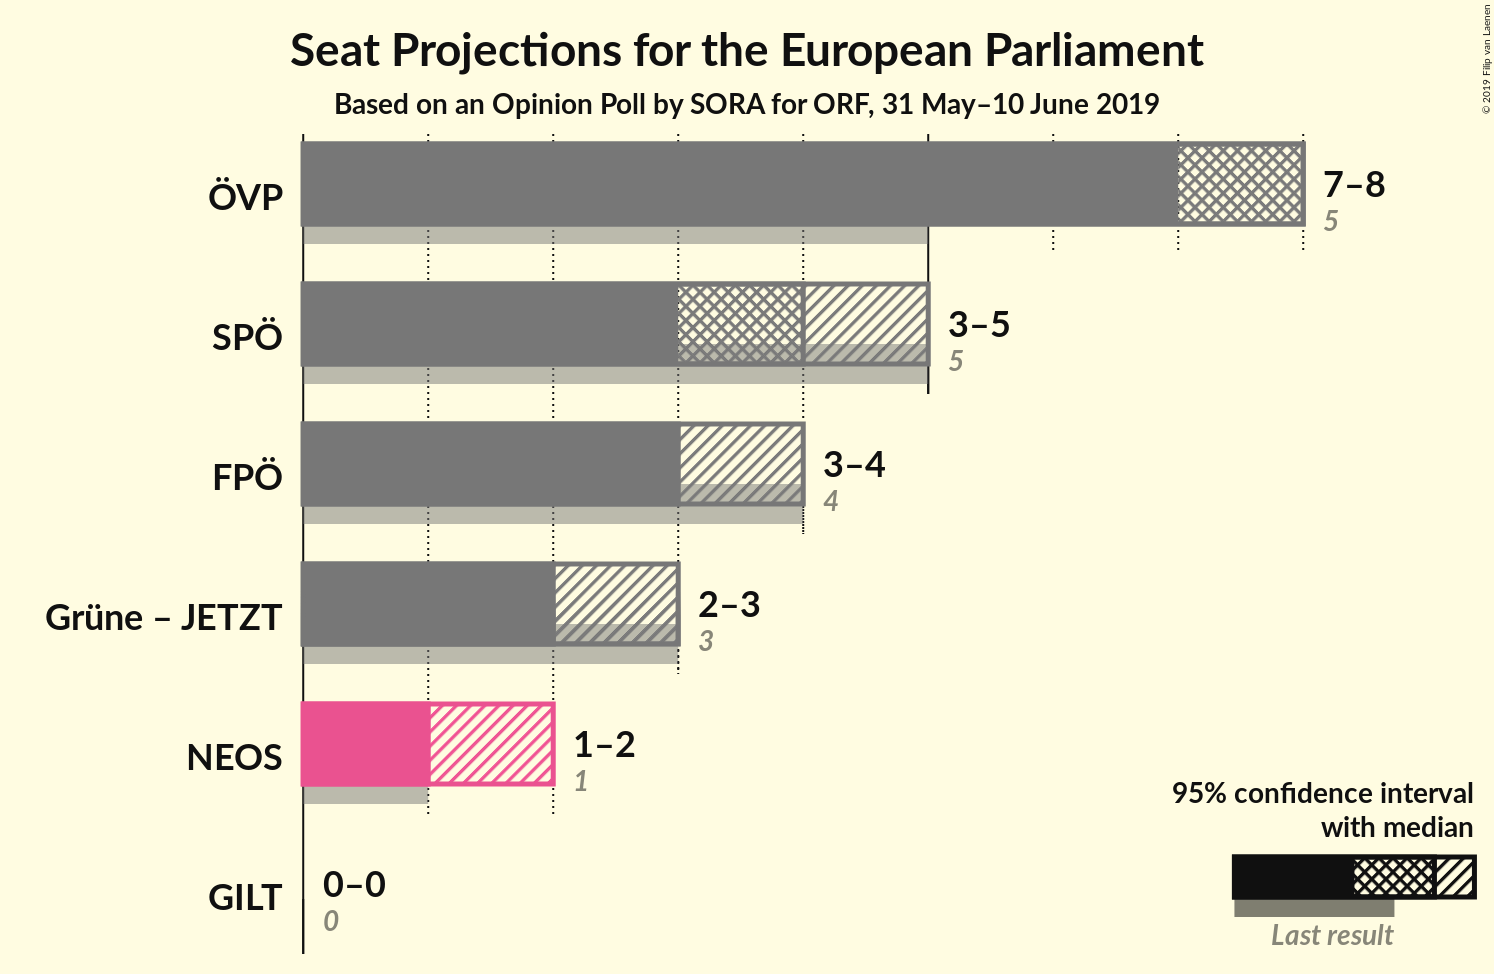 Seat Projections for the European Parliament
Based on an Opinion Poll by SORA for ORF, 31 May–10 June 2019
© 2019 Filip van Laenen
ÖVP
7–8
5
SPÖ
3–5
5
FPÖ
3–4
4
Grüne – JETZT
2–3
3
NEOS
1–2
1
GILT
0–0
0
95% confidence interval
with median
Last result